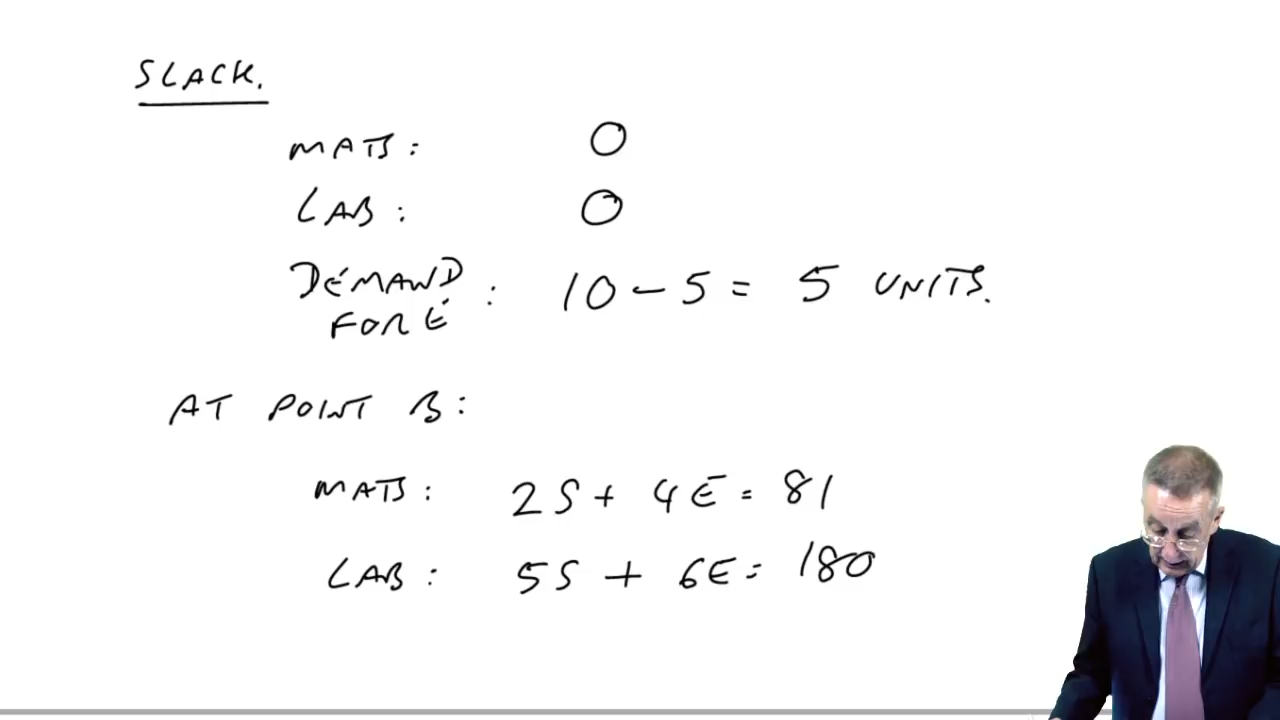 SLACK.
MATS: 0
LAB: 0
DEMAND FOR E: 10 - 5 = 5 UNITS.
AT POINT B:
MATS: 2S + 4E = 81
LAB: 5S + 6E = 180